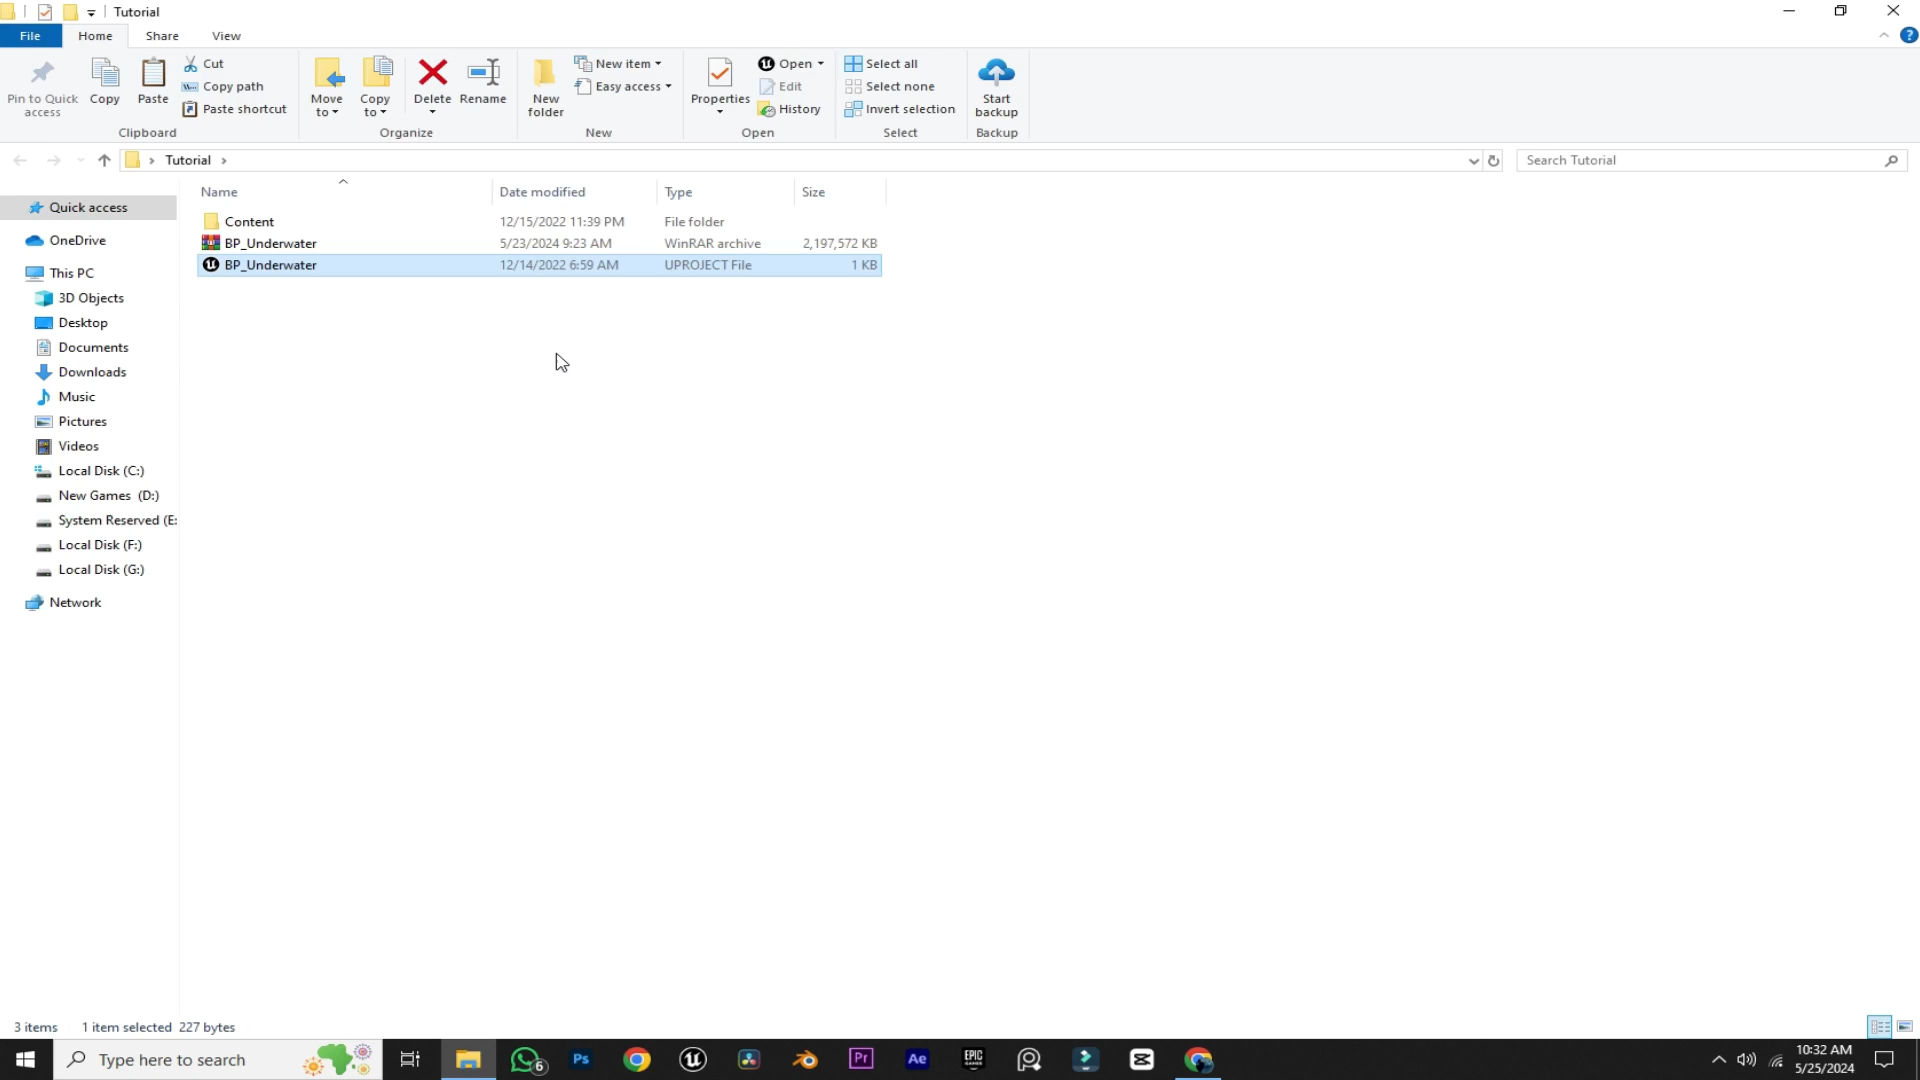 Tutorial
File Home Share View
Pin to Quick access
Copy
Paste
Cut
Copy path
Paste shortcut
Clipboard
Move to
Copy to
Delete
Rename
Organize
New folder
New item
Easy access
New
Properties
Open
Edit
History
Open
Select all
Select none
Invert selection
Select
Start backup
Backup
Tutorial
Search Tutorial
Name Date modified Type Size
Content 12/15/2022 11:39 PM File folder
BP_Underwater 5/23/2024 9:23 AM WinRAR archive 2,197,572 KB
BP_Underwater 12/14/2022 6:59 AM UPROJECT File 1 KB
Quick access
OneDrive
This PC
3D Objects
Desktop
Documents
Downloads
Music
Pictures
Videos
Local Disk (C:)
New Games (D:)
System Reserved (E:
Local Disk (F:)
Local Disk (G:)
Network
3 items 1 item selected 227 bytes
Type here to search
6
Ps
Pr
Ae
EPIC GAMES
10:32 AM
5/25/2024